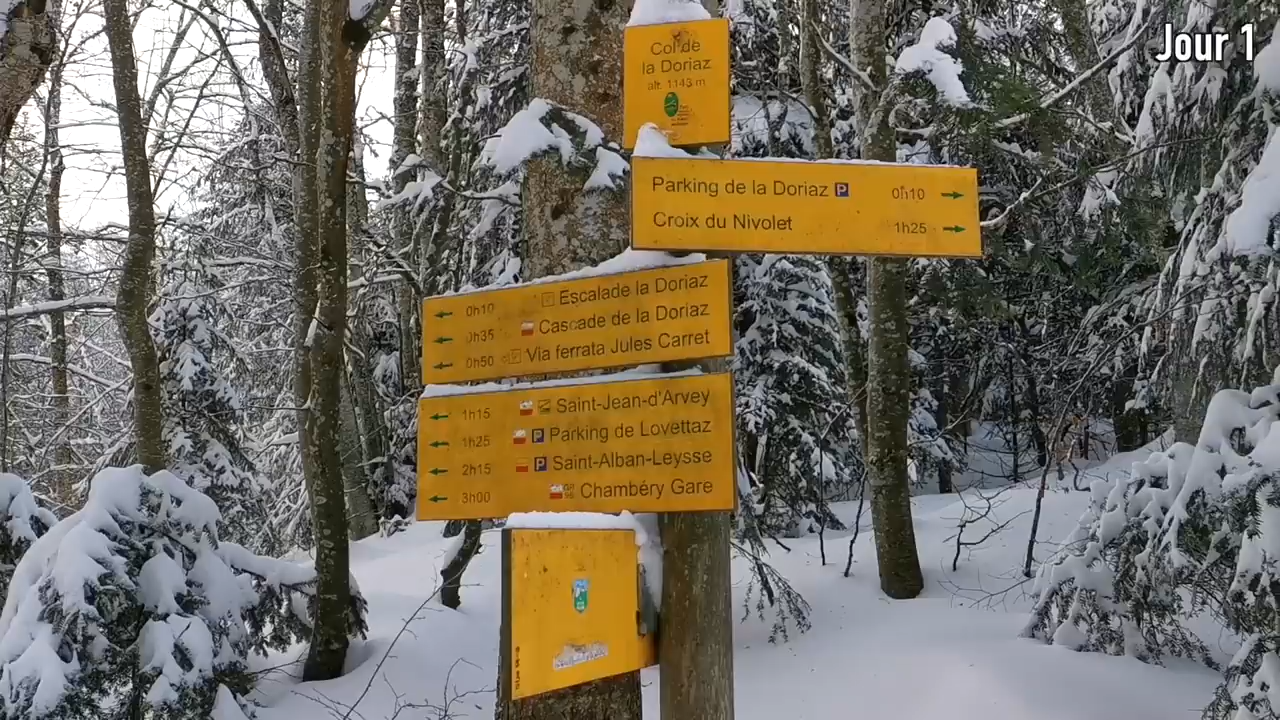 Jour 1
Col de
la Doriaz
alt. 1143 m
Parking de la Doriaz P 0h10
Croix du Nivolet 1h25
0h10 Escalade la Doriaz
0h35 Cascade de la Doriaz
0h50 Via ferrata Jules Carret
1h15 Saint-Jean-d'Arvey
1h25 P Parking de Lovettaz
2h15 P Saint-Alban-Leysse
3h00 GR 96 Chambéry Gare